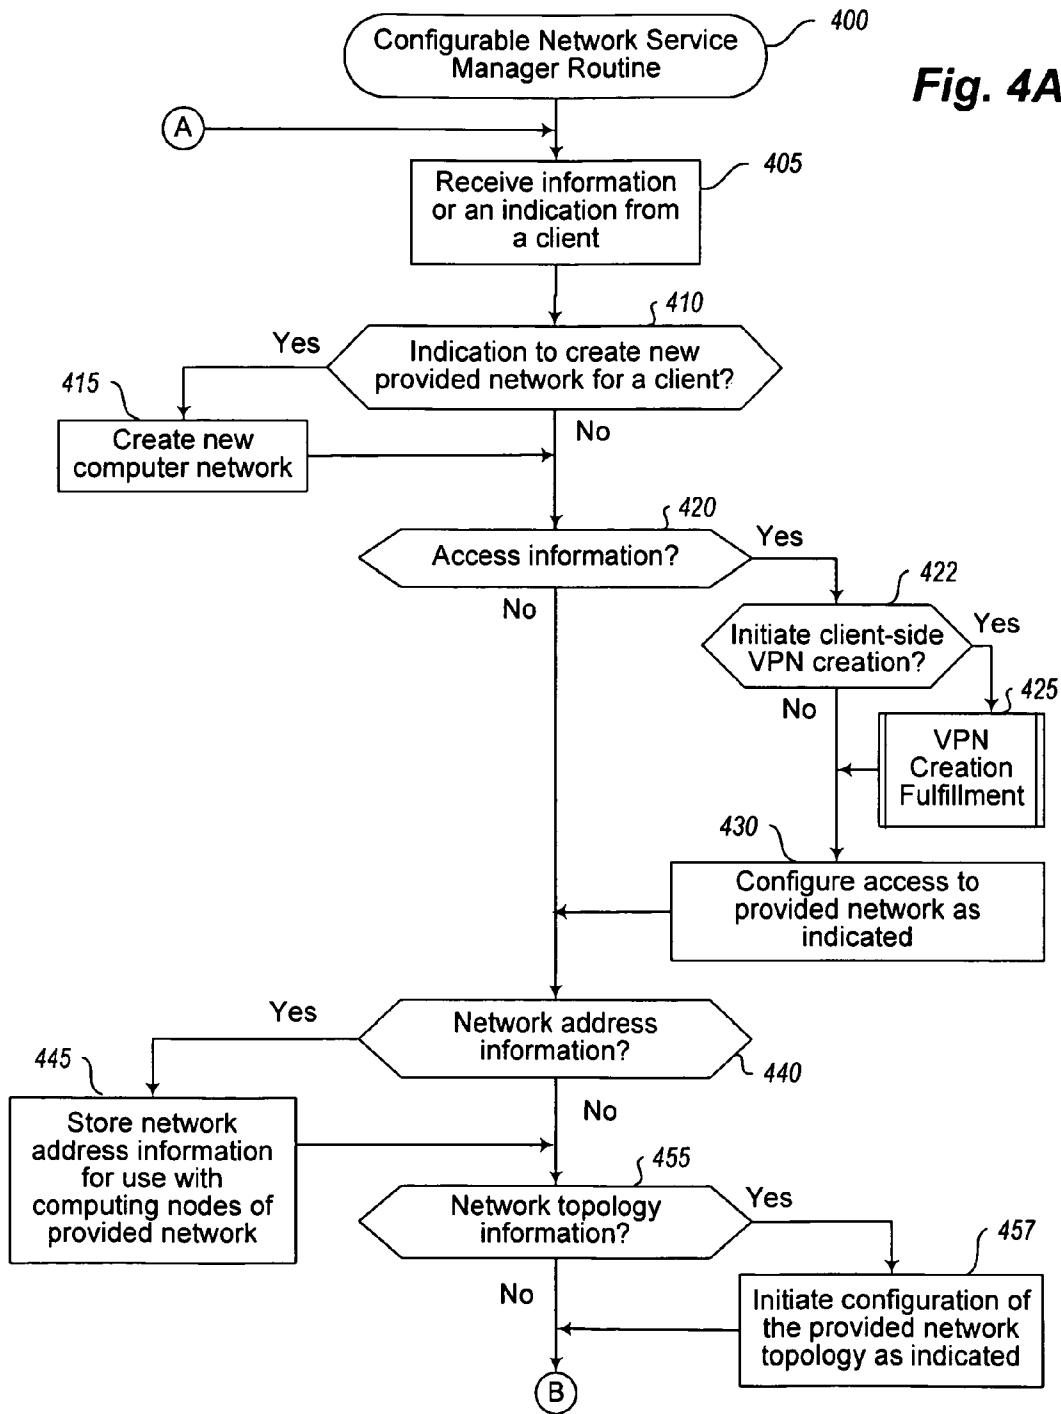 Configurable Network Service
Manager Routine
400
Fig. 4A
A
405
Receive information
or an indication from
a client
410
Indication to create new
provided network for a client?
Yes
No
415
Create new
computer network
420
Access information?
Yes
No
422
Initiate client-side
VPN creation?
Yes
No
425
VPN
Creation
Fulfillment
430
Configure access to
provided network as
indicated
Network address
information?
440
Yes
No
445
Store network
address information
for use with
computing nodes of
provided network
455
Network topology
information?
Yes
No
457
Initiate configuration of
the provided network
topology as indicated
B